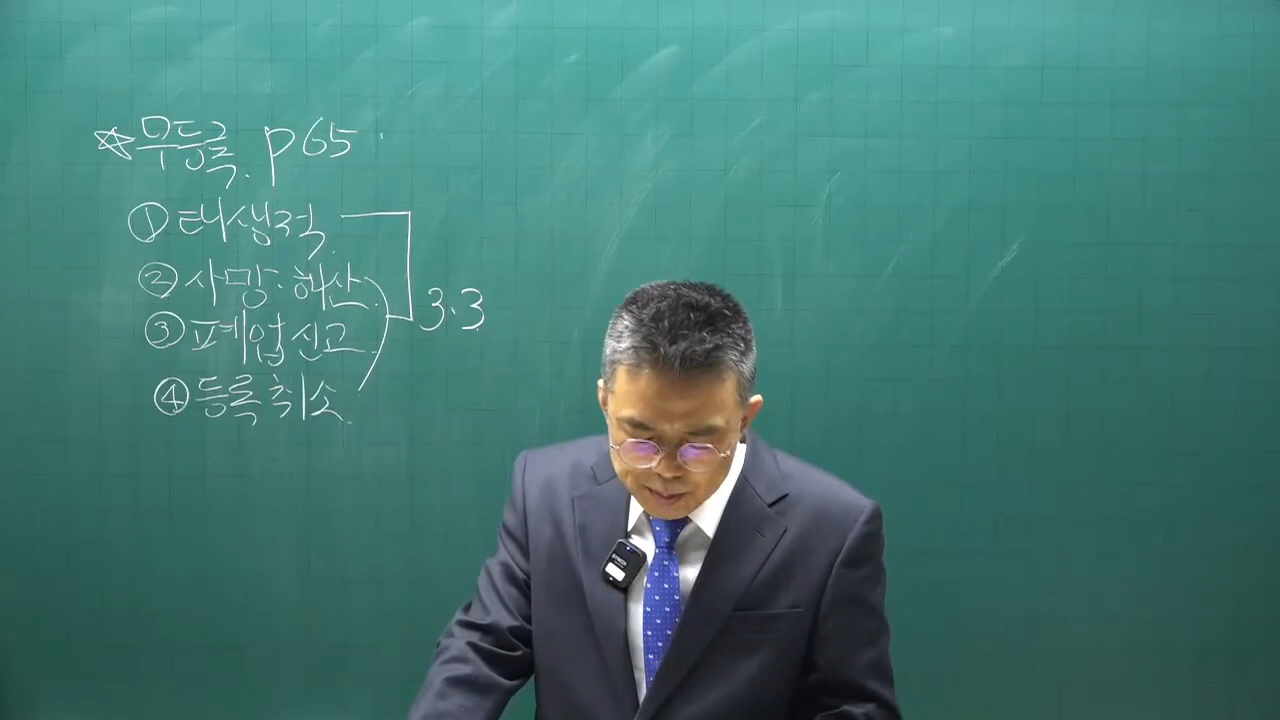 ☆무등록. p65.
① 태생적
② 사망·해산
③ 폐업신고
④ 등록취소
3·3